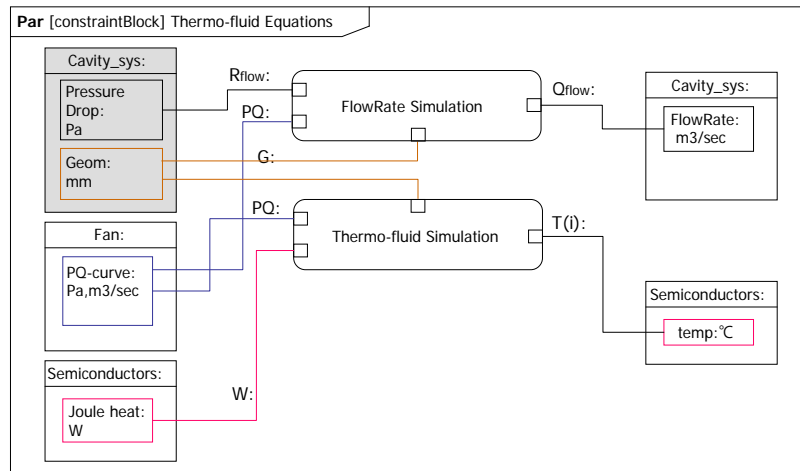 Par [constraintBlock] Thermo-fluid Equations
Cavity_sys:
Pressure
Drop:
Pa
Geom:
mm
Fan:
PQ-curve:
Pa,m3/sec
Semiconductors:
Joule heat:
W
Rflow:
PQ:
G:
PQ:
W:
FlowRate Simulation
Thermo-fluid Simulation
Qflow:
T(i):
Cavity_sys:
FlowRate:
m3/sec
Semiconductors:
temp:℃